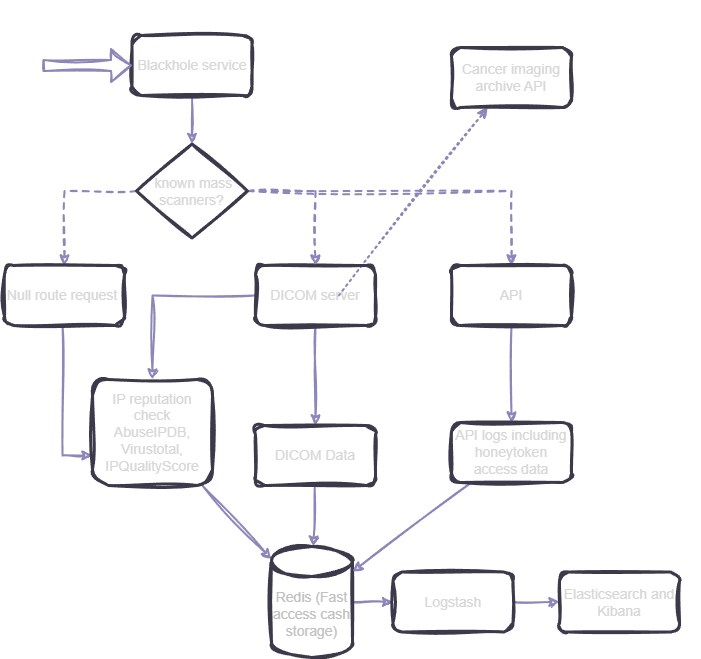 Blackhole service
Cancer imaging
archive API
known mass
scanners?
Null route request
DICOM server
API
IP reputation
check
AbuseIPDB,
Virustotal,
IPQualityScore
DICOM Data
API logs including
honeytoken
access data
Redis (Fast
access cash
storage)
Logstash
Elasticsearch and
Kibana